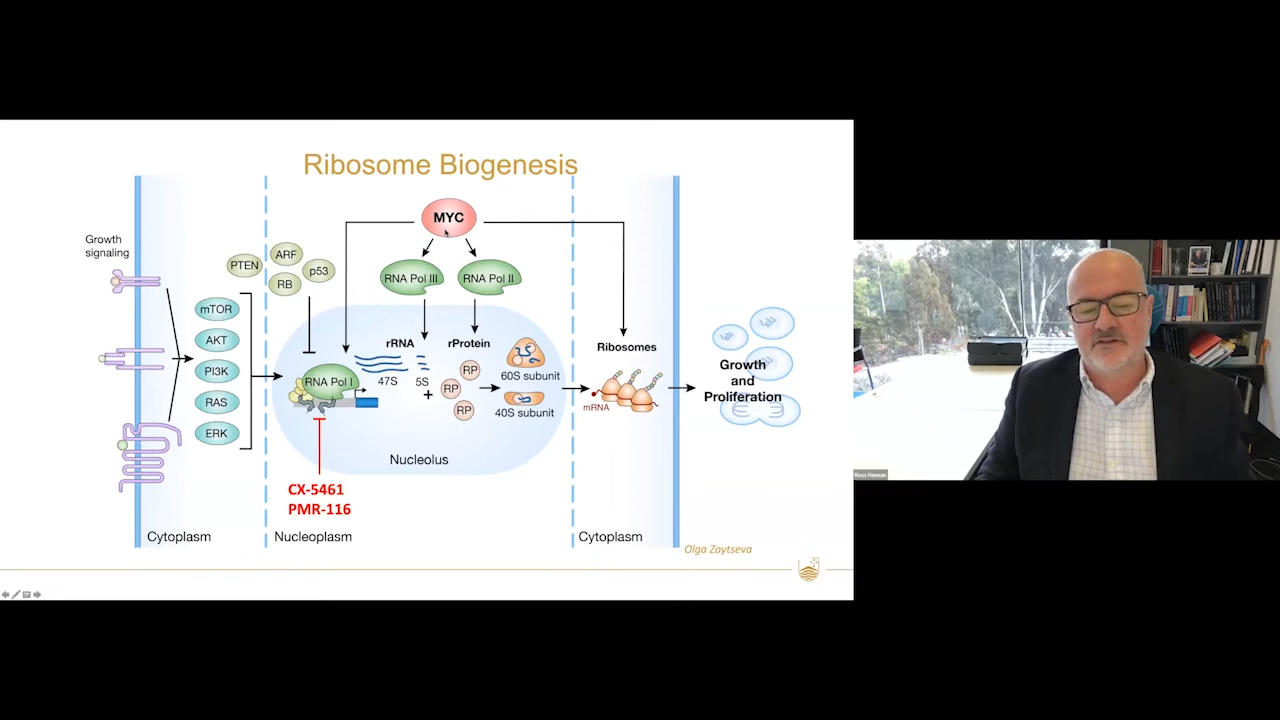 Ribosome Biogenesis
MYC
Growth
signaling
PTEN
ARF
RB
p53
RNA Pol III
RNA Pol II
mTOR
AKT
PI3K
RAS
ERK
rRNA
rProtein
Ribosomes
RNA Pol I
47S
5S
+
RP
RP
RP
60S subunit
40S subunit
mRNA
Growth
and
Proliferation
Nucleolus
CX-5461
PMR-116
Cytoplasm
Nucleoplasm
Cytoplasm
Olga Zaytseva
Ross Hannan